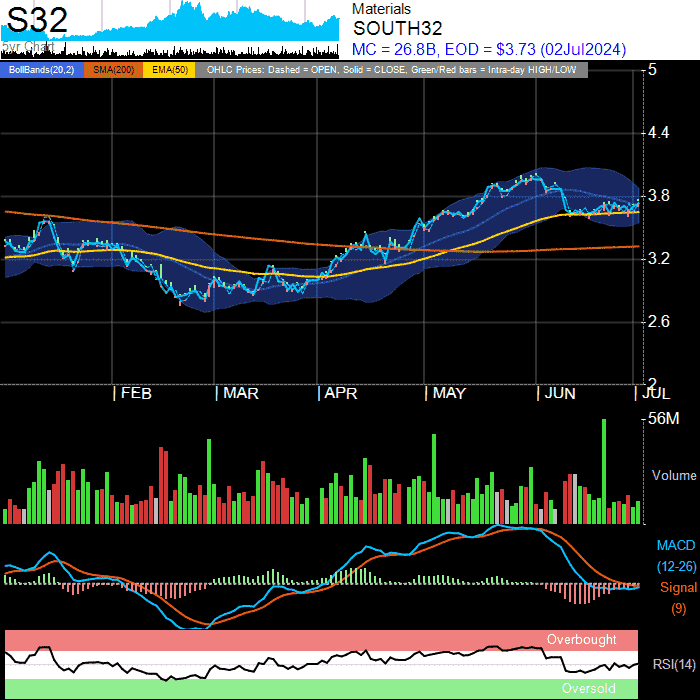 S32
5yr Chart
Materials
SOUTH32
MC = 26.8B, EOD = $3.73 (02Jul2024)
BollBands(20,2) SMA(200) EMA(50) OHLC Prices: Dashed = OPEN, Solid = CLOSE, Green/Red bars = Intra-day HIGH/LOW
5
4.4
3.8
3.2
2.6
2
FEB MAR APR MAY JUN JUL
56M
Volume
MACD
(12-26)
Signal
(9)
Overbought
RSI(14)
Oversold